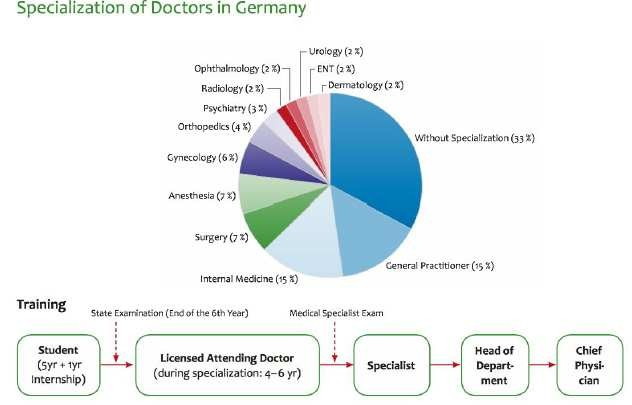 Specialization of Doctors in Germany
Urology (2 %)
Ophthalmology (2 %)
ENT (2 %)
Radiology (2 %)
Dermatology (2 %)
Psychiatry (3 %)
Orthopedics (4 %)
Without Specialization (33 %)
Gynecology (6 %)
Anesthesia (7 %)
Surgery (7 %)
General Practitioner (15 %)
Internal Medicine (15 %)
Training
State Examination (End of the 6th Year)
Medical Specialist Exam
Student
(5yr + 1yr
Internship)
Licensed Attending Doctor
(during specialization: 4–6 yr)
Specialist
Head of
Depart-
ment
Chief
Physi-
cian